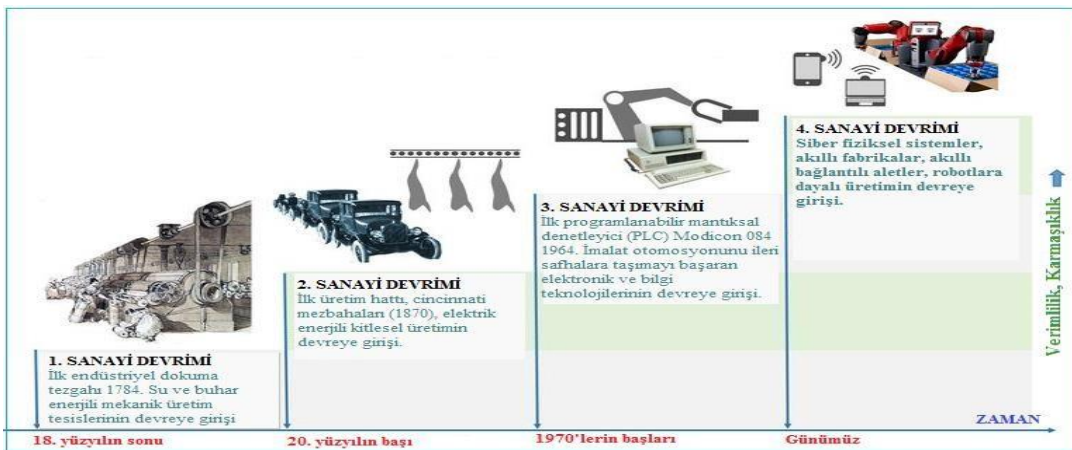 1. SANAYİ DEVRİMİ
İlk endüstriyel dokuma
tezgahı 1784. Su ve buhar
enerjili mekanik üretim
tesislerinin devreye girişi
2. SANAYİ DEVRİMİ
İlk üretim hattı, cincinnati
mezbahaları (1870), elektrik
enerjili kitlesel üretimin
devreye girişi.
3. SANAYİ DEVRİMİ
İlk programlanabilir mantıksal
denetleyici (PLC) Modicon 084
1964. İmalat otomosyonunu ileri
safhalara taşımayı başaran
elektronik ve bilgi
teknolojilerinin devreye girişi.
4. SANAYİ DEVRİMİ
Siber fiziksel sistemler,
akıllı fabrikalar, akıllı
bağlantılı aletler, robotlara
dayalı üretimin devreye
girişi.
Verimlilik, Karmaşıklık
ZAMAN
18. yüzyılın sonu
20. yüzyılın başı
1970'lerin başları
Günümüz